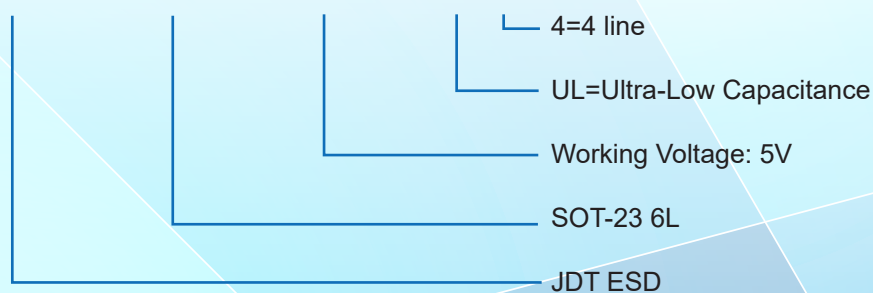 4=4 line
UL=Ultra-Low Capacitance
Working Voltage: 5V
SOT-23 6L
JDT ESD